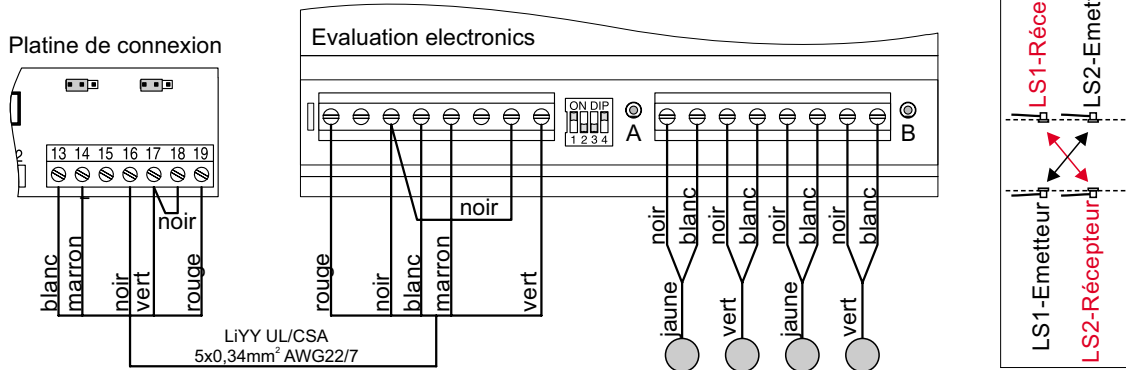 Platine de connexion
13 14 15 16 17 18 19
noir
blanc
marron
noir
vert
rouge
LiYY UL/CSA
5x0,34mm² AWG22/7
Evaluation electronics
ON DIP
1 2 3 4
A
B
noir
rouge
noir
blanc
marron
vert
noir
blanc
noir
blanc
noir
blanc
noir
blanc
jaune
vert
jaune
vert
LS1-Réce
LS2-Emet
LS1-Emetteur
LS2-Récepteur